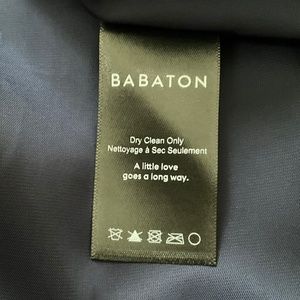 BABATON
Dry Clean Only
Nettoyage à Sec Seulement
A little love
goes a long way.